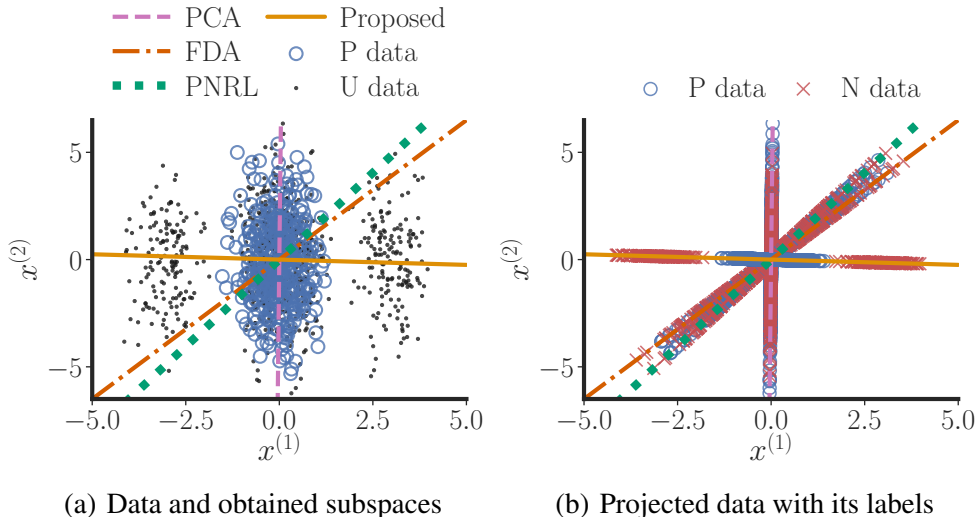 PCA Proposed
FDA P data
PNRL U data
P data N data
5
0
−5
x(2)
−5.0 −2.5 0.0 2.5 5.0
x(1)
5
0
−5
x(2)
−5.0 −2.5 0.0 2.5 5.0
x(1)
(a) Data and obtained subspaces
(b) Projected data with its labels